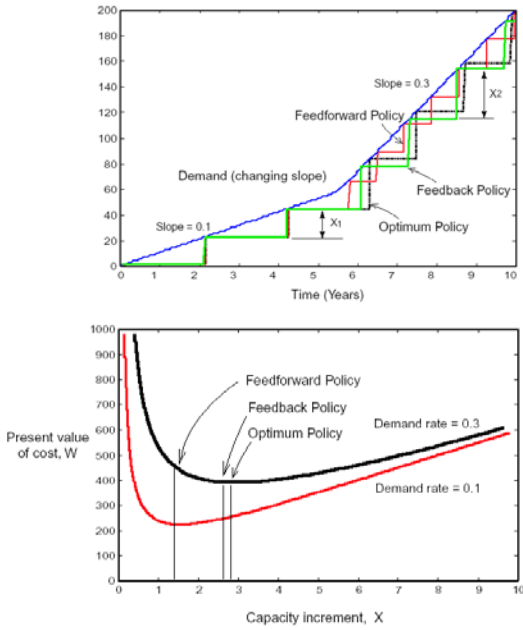 200
180
160
140
120
100
80
60
40
20
0
Slope = 0.3
X2
Feedforward Policy
Demand (changing slope)
Feedback Policy
Slope = 0.1
X1
Optimum Policy
0 1 2 3 4 5 6 7 8 9 10
Time (Years)
1000
900
800
700
600
500
400
300
200
100
0
Present value of cost, W
Feedforward Policy
Feedback Policy
Optimum Policy
Demand rate = 0.3
Demand rate = 0.1
0 1 2 3 4 5 6 7 8 9 10
Capacity increment, X